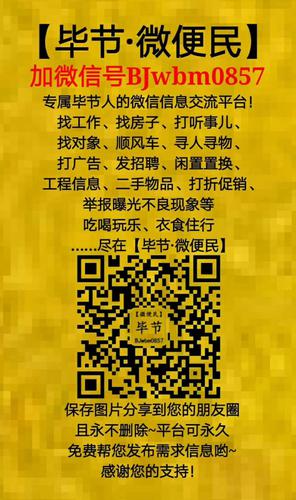 【毕节·微便民】
加微信号BJwbm0857
专属毕节人的微信信息交流平台!
找工作、找房子、打听事儿、
找对象、顺风车、寻人寻物、
打广告、发招聘、闲置置换、
工程信息、二手物品、打折促销、
举报曝光不良现象等
吃喝玩乐、衣食住行
......尽在【毕节·微便民】
【微便民】
毕节
BJwbm0857
保存图片分享到您的朋友圈
且永不删除~平台可永久
免费帮您发布需求信息哟~
感谢您的支持!